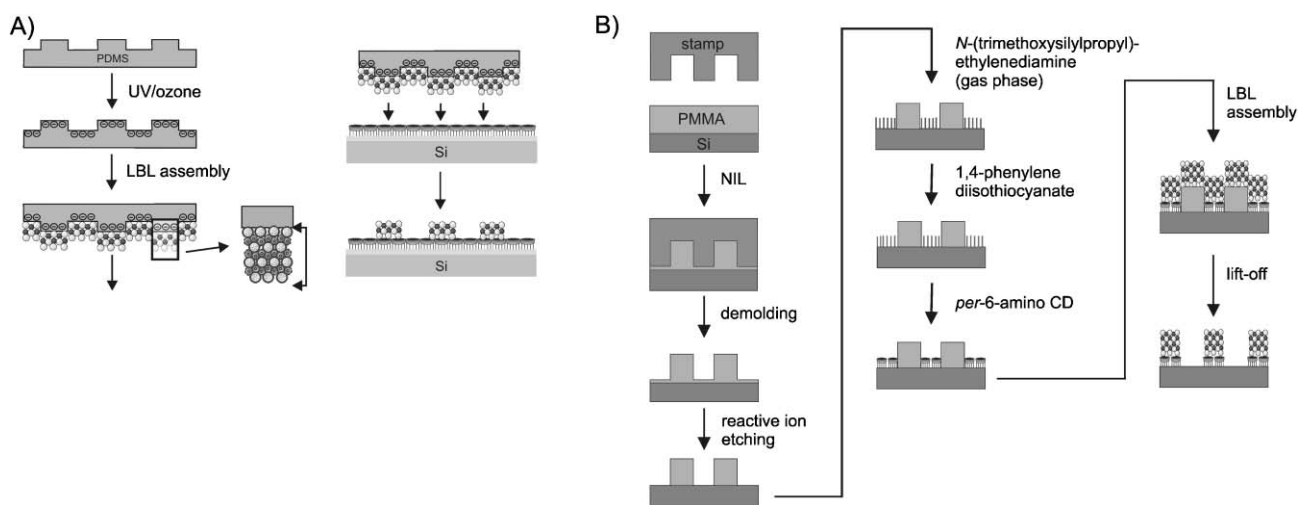 A)
PDMS
UV/ozone
LBL assembly
Si
Si
B)
stamp
PMMA
Si
NIL
demolding
reactive ion
etching
N-(trimethoxysilylpropyl)-
ethylenediamine
(gas phase)
1,4-phenylene
diisothiocyanate
per-6-amino CD
LBL
assembly
lift-off